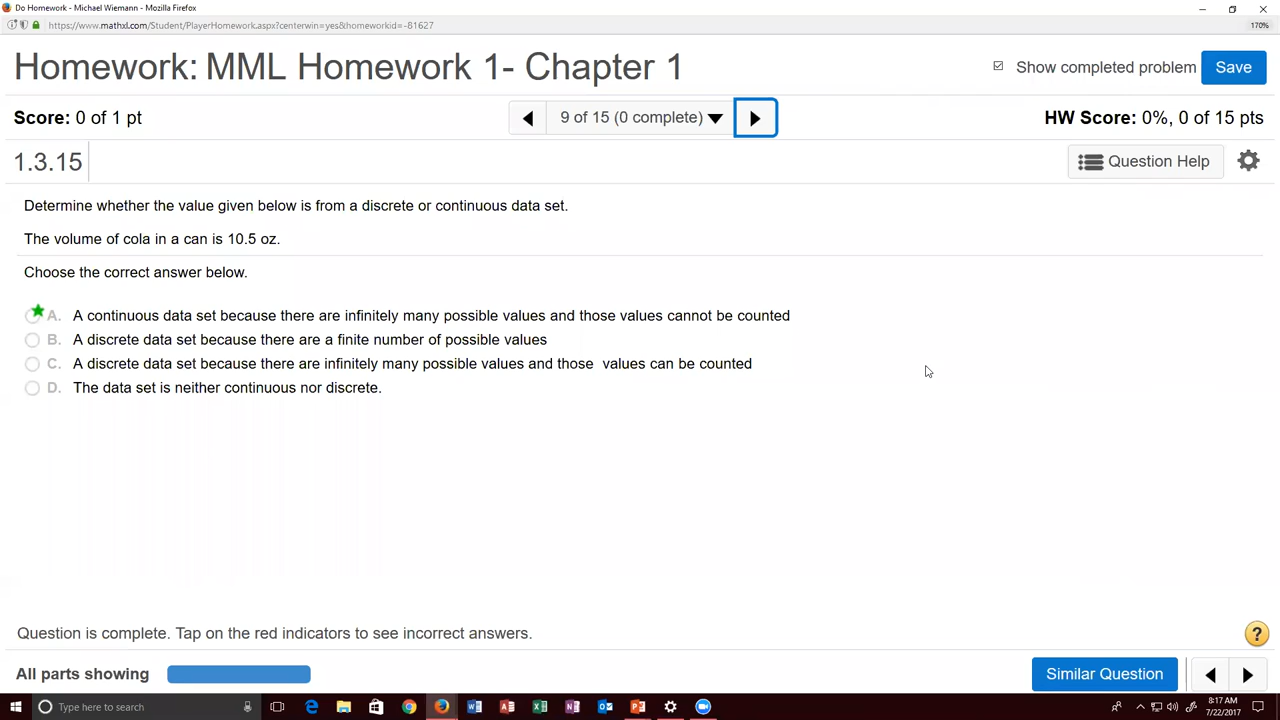 Do Homework - Michael Wiemann - Mozilla Firefox
https://www.mathxl.com/Student/PlayerHomework.aspx?centerwin=yes&homeworkid=-81627
170%
Homework: MML Homework 1- Chapter 1
Show completed problem
Save
Score: 0 of 1 pt
9 of 15 (0 complete)
HW Score: 0%, 0 of 15 pts
1.3.15
Question Help
Determine whether the value given below is from a discrete or continuous data set.
The volume of cola in a can is 10.5 oz.
Choose the correct answer below.
A. A continuous data set because there are infinitely many possible values and those values cannot be counted
B. A discrete data set because there are a finite number of possible values
C. A discrete data set because there are infinitely many possible values and those values can be counted
D. The data set is neither continuous nor discrete.
Question is complete. Tap on the red indicators to see incorrect answers.
?
All parts showing
Similar Question
Type here to search
8:17 AM
7/22/2017